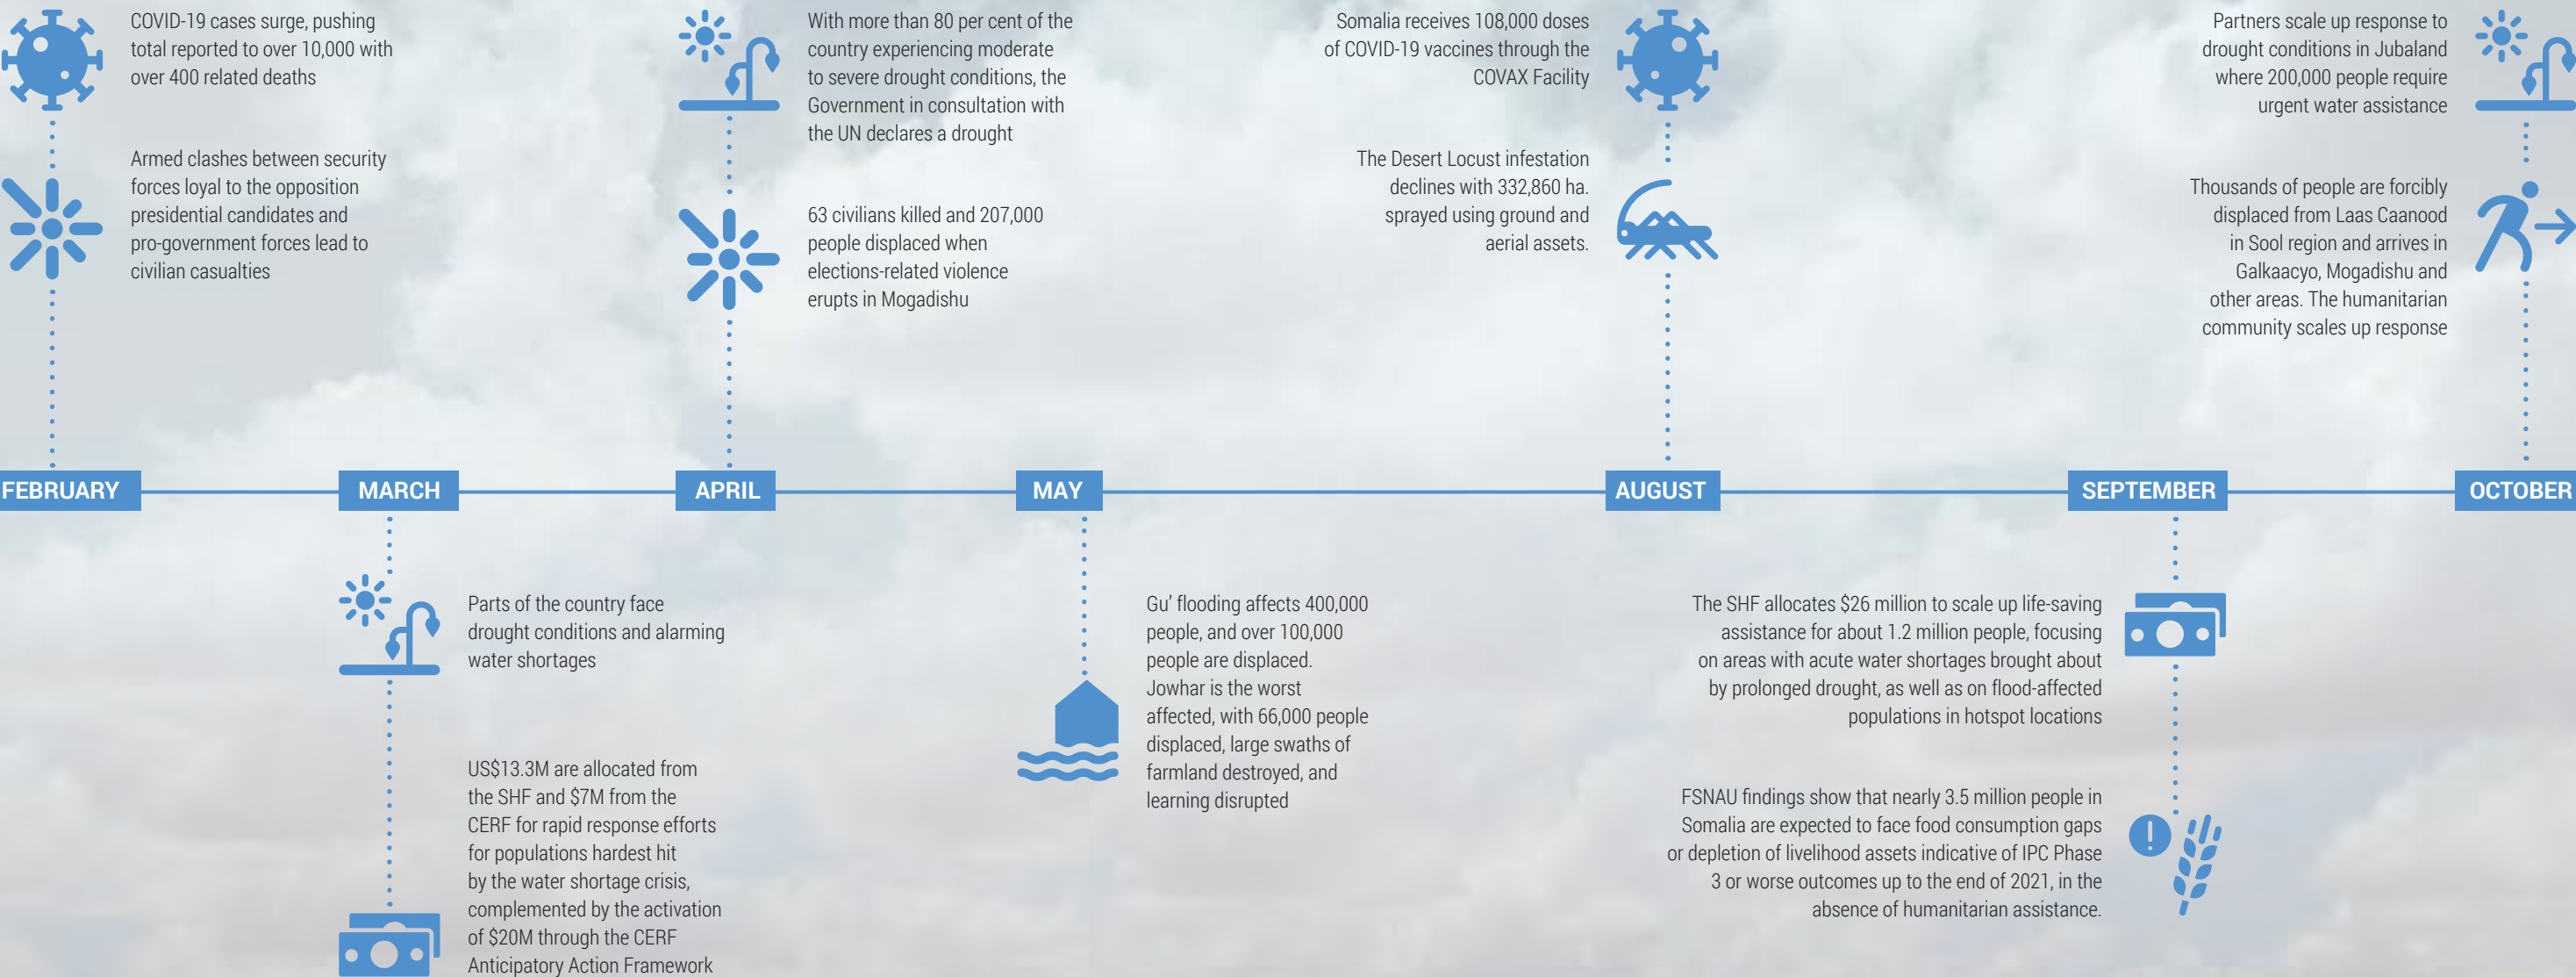 COVID-19 cases surge, pushing
total reported to over 10,000 with
over 400 related deaths
Armed clashes between security
forces loyal to the opposition
presidential candidates and
pro-government forces lead to
civilian casualties
With more than 80 per cent of the
country experiencing moderate
to severe drought conditions, the
Government in consultation with
the UN declares a drought
63 civilians killed and 207,000
people displaced when
elections-related violence
erupts in Mogadishu
Somalia receives 108,000 doses
of COVID-19 vaccines through the
COVAX Facility
The Desert Locust infestation
declines with 332,860 ha.
sprayed using ground and
aerial assets.
Partners scale up response to
drought conditions in Jubaland
where 200,000 people require
urgent water assistance
Thousands of people are forcibly
displaced from Laas Caanood
in Sool region and arrives in
Galkaacyo, Mogadishu and
other areas. The humanitarian
community scales up response
FEBRUARY
MARCH
APRIL
MAY
AUGUST
SEPTEMBER
OCTOBER
Parts of the country face
drought conditions and alarming
water shortages
US$13.3M are allocated from
the SHF and $7M from the
CERF for rapid response efforts
for populations hardest hit
by the water shortage crisis,
complemented by the activation
of $20M through the CERF
Anticipatory Action Framework
Gu’ flooding affects 400,000
people, and over 100,000
people are displaced.
Jowhar is the worst
affected, with 66,000 people
displaced, large swaths of
farmland destroyed, and
learning disrupted
The SHF allocates $26 million to scale up life-saving
assistance for about 1.2 million people, focusing
on areas with acute water shortages brought about
by prolonged drought, as well as on flood-affected
populations in hotspot locations
FSNAU findings show that nearly 3.5 million people in
Somalia are expected to face food consumption gaps
or depletion of livelihood assets indicative of IPC Phase
3 or worse outcomes up to the end of 2021, in the
absence of humanitarian assistance.